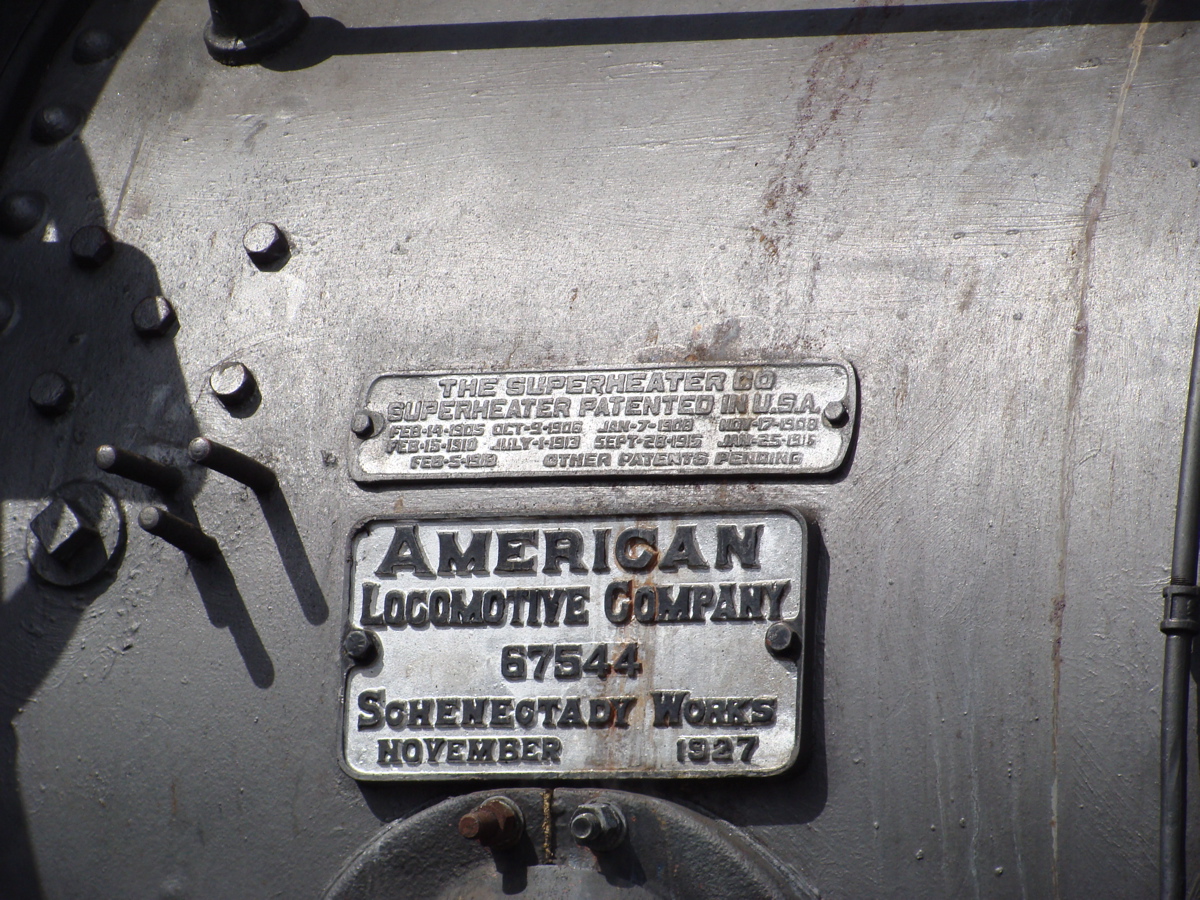 THE SUPERHEATER CO
SUPERHEATER PATENTED IN U.S.A.
FEB-14-1905 OCT-9-1906 JAN-7-1908 NOV-17-1908
FEB-15-1910 JULY-1-1913 SEPT-28-1915 JAN-25-1916
FEB-5-1918 OTHER PATENTS PENDING
AMERICAN
LOCOMOTIVE COMPANY
67544
SCHENECTADY WORKS
NOVEMBER 1927